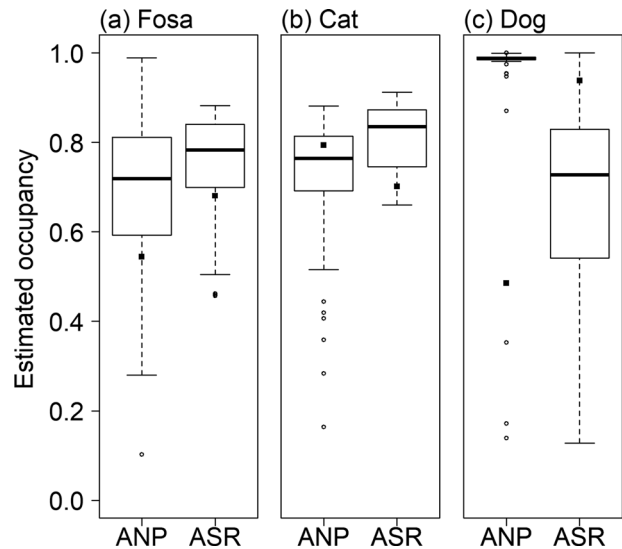 (a) Fosa (b) Cat (c) Dog
Estimated occupancy
1.0
0.8
0.6
0.4
0.2
0.0
ANP ASR ANP ASR ANP ASR